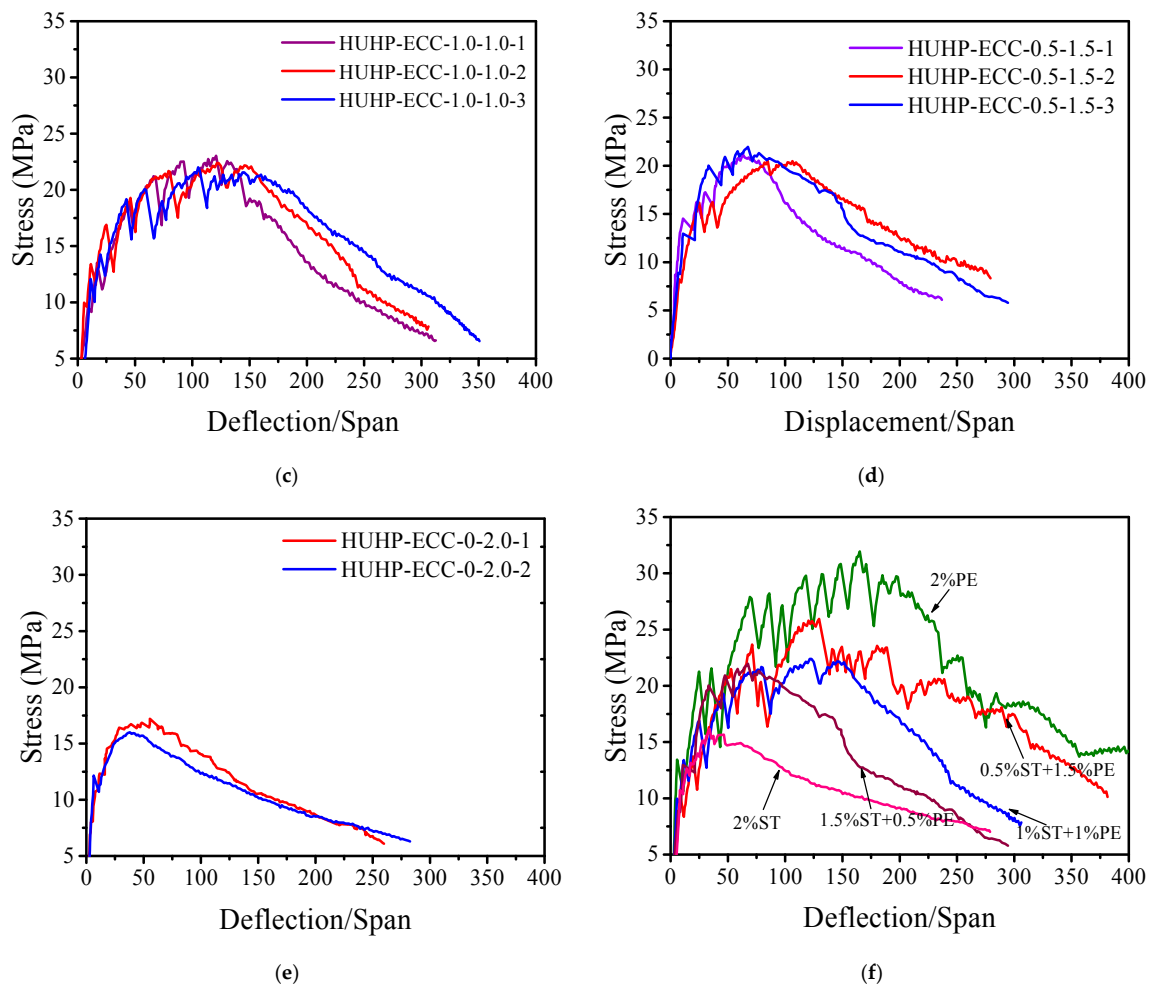 HUHP-ECC-1.0-1.0-1
HUHP-ECC-1.0-1.0-2
HUHP-ECC-1.0-1.0-3
35
30
25
20
15
10
5
Stress (MPa)
0 50 100 150 200 250 300 350 400
Deflection/Span
(c)
HUHP-ECC-0.5-1.5-1
HUHP-ECC-0.5-1.5-2
HUHP-ECC-0.5-1.5-3
35
30
25
20
15
10
5
0
Stress (MPa)
0 50 100 150 200 250 300 350 400
Displacement/Span
(d)
HUHP-ECC-0-2.0-1
HUHP-ECC-0-2.0-2
35
30
25
20
15
10
5
Stress (MPa)
0 50 100 150 200 250 300 350 400
Deflection/Span
(e)
35
30
25
20
15
10
5
Stress (MPa)
2%PE
0.5%ST+1.5%PE
2%ST
1.5%ST+0.5%PE
1%ST+1%PE
0 50 100 150 200 250 300 350 400
Deflection/Span
(f)